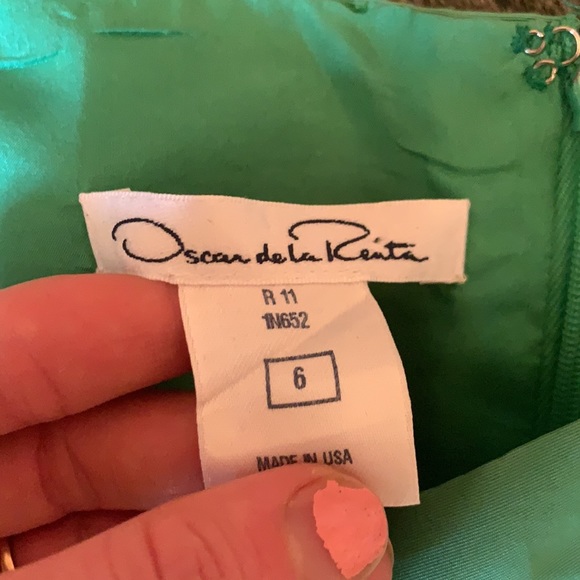 Oscar de la Renta
R 11
1N652
6
MADE IN USA